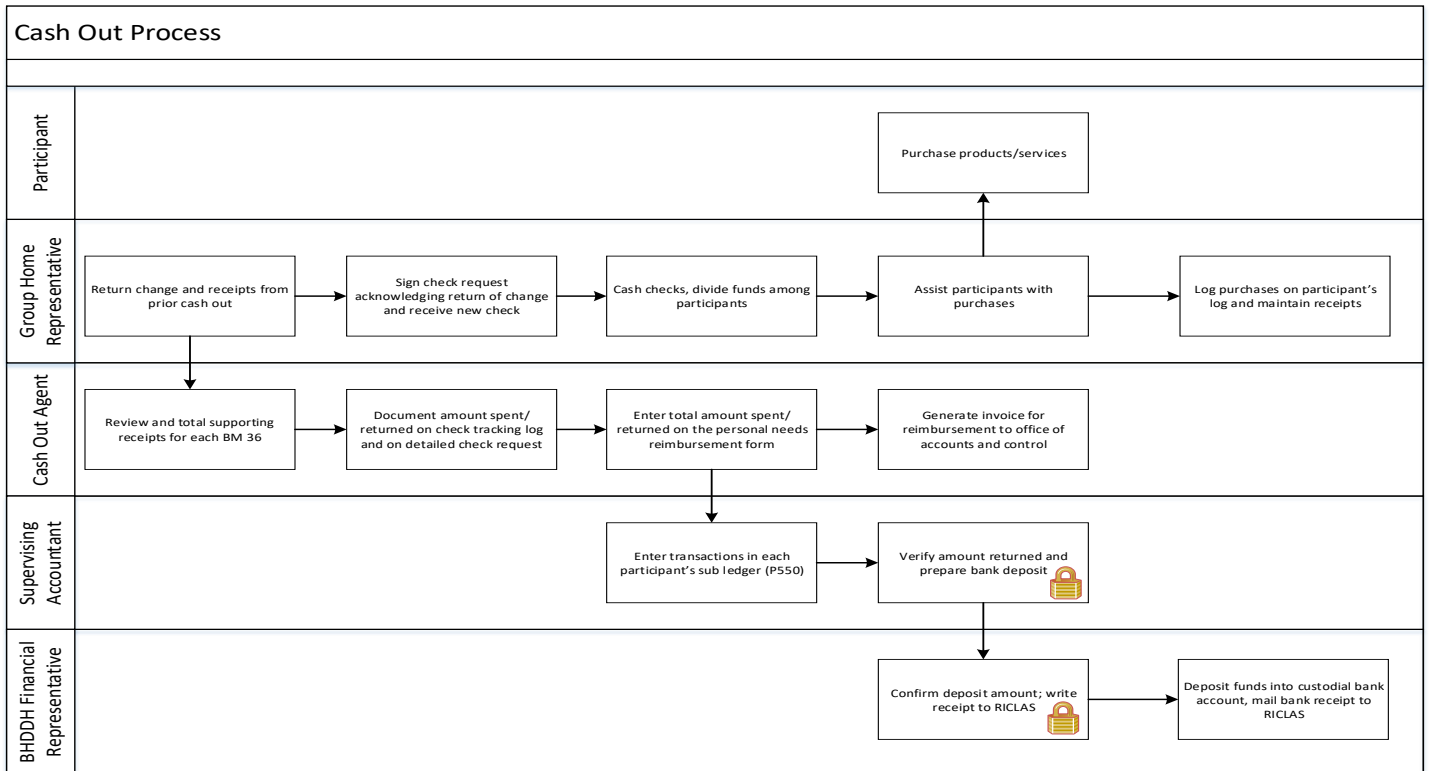 Cash Out Process
Participant
Purchase products/services
Group Home
Representative
Return change and receipts from
prior cash out
Sign check request
acknowledging return of change
and receive new check
Cash checks, divide funds among
participants
Assist participants with
purchases
Log purchases on participant's
log and maintain receipts
Cash Out Agent
Review and total supporting
receipts for each BM 36
Document amount spent/
returned on check tracking log
and on detailed check request
Enter total amount spent/
returned on the personal needs
reimbursement form
Generate invoice for
reimbursement to office of
accounts and control
Supervising
Accountant
Enter transactions in each
participant's sub ledger (P550)
Verify amount returned and
prepare bank deposit
BHDDH Financial
Representative
Confirm deposit amount; write
receipt to RICLAS
Deposit funds into custodial bank
account, mail bank receipt to
RICLAS